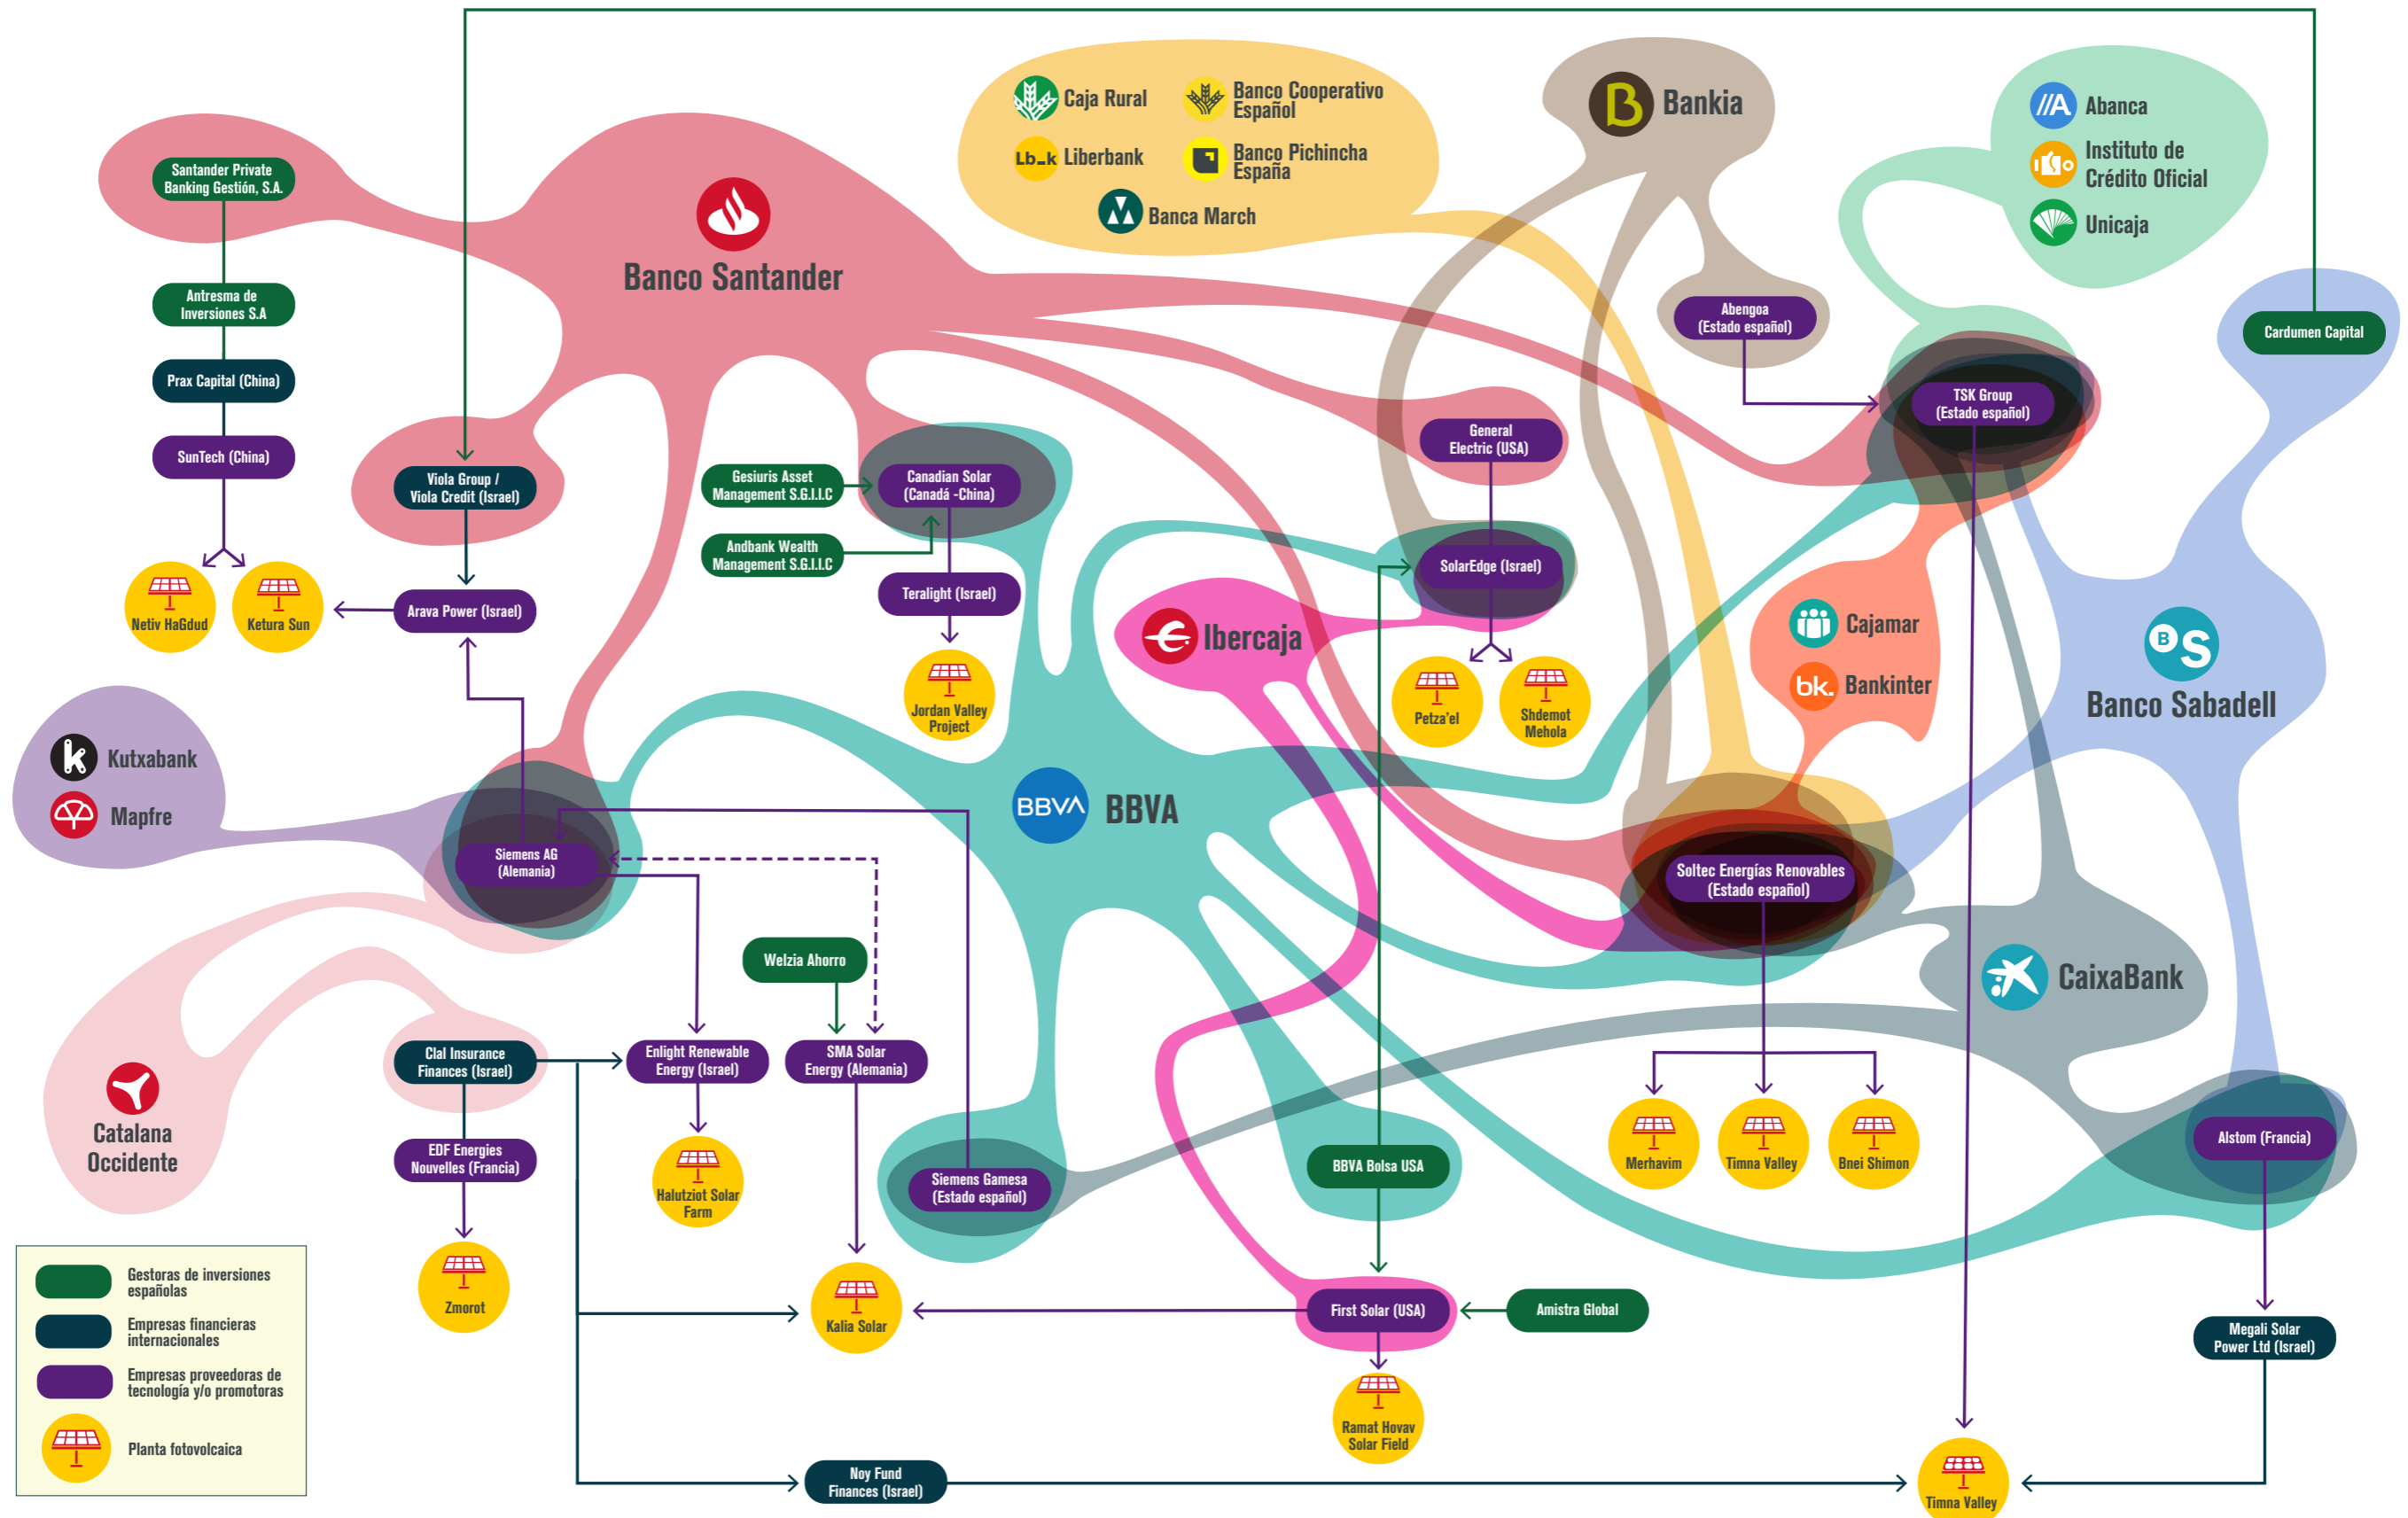 Caja Rural
Banco Cooperativo
Español
Lb_k
Liberbank
Banco Pichincha
España
Banca March
Bankia
//A
Abanca
ICO
Instituto de
Crédito Oficial
Unicaja
Santander Private
Banking Gestión, S.A.
Banco Santander
Antresma de
Inversiones S.A
Abengoa
(Estado español)
Cardumen Capital
Prax Capital (China)
TSK Group
(Estado español)
SunTech (China)
General
Electric (USA)
Viola Group /
Viola Credit (Israel)
Gesiuris Asset
Management S.G.I.I.C
Canadian Solar
(Canadá -China)
Andbank Wealth
Management S.G.I.I.C
SolarEdge (Israel)
Teralight (Israel)
Arava Power (Israel)
Netiv HaGdud
Ketura Sun
Ibercaja
Cajamar
bk.
Bankinter
B S
Banco Sabadell
Jordan Valley
Project
Petza'el
Shdemot
Mehola
k
Kutxabank
Mapfre
BBVA
BBVA
Siemens AG
(Alemania)
Soltec Energías Renovables
(Estado español)
Welzia Ahorro
CaixaBank
Clal Insurance
Finances (Israel)
Enlight Renewable
Energy (Israel)
SMA Solar
Energy (Alemania)
Catalana
Occidente
EDF Energies
Nouvelles (Francia)
Halutziot Solar
Farm
Siemens Gamesa
(Estado español)
BBVA Bolsa USA
Merhavim
Timna Valley
Bnei Shimon
Alstom (Francia)
Zmorot
Kalia Solar
First Solar (USA)
Amistra Global
Megali Solar
Power Ltd (Israel)
Ramat Hovav
Solar Field
Noy Fund
Finances (Israel)
Timna Valley
Gestoras de inversiones
españolas
Empresas financieras
internacionales
Empresas proveedoras de
tecnología y/o promotoras
Planta fotovolcaica